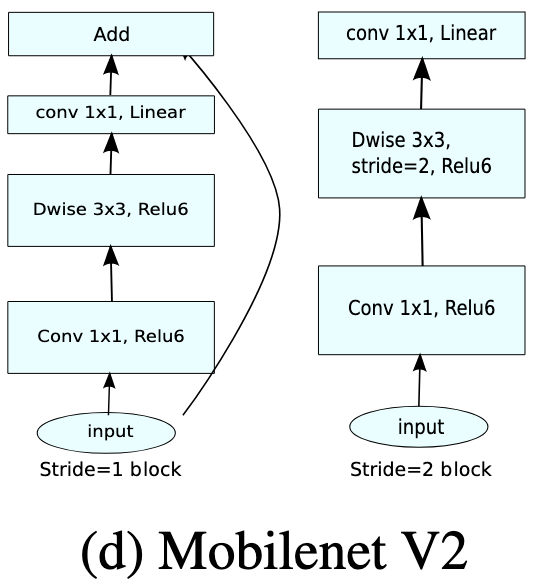 Add
conv 1x1, Linear
Dwise 3x3, Relu6
Conv 1x1, Relu6
input
Stride=1 block
conv 1x1, Linear
Dwise 3x3,
stride=2, Relu6
Conv 1x1, Relu6
input
Stride=2 block
(d) Mobilenet V2